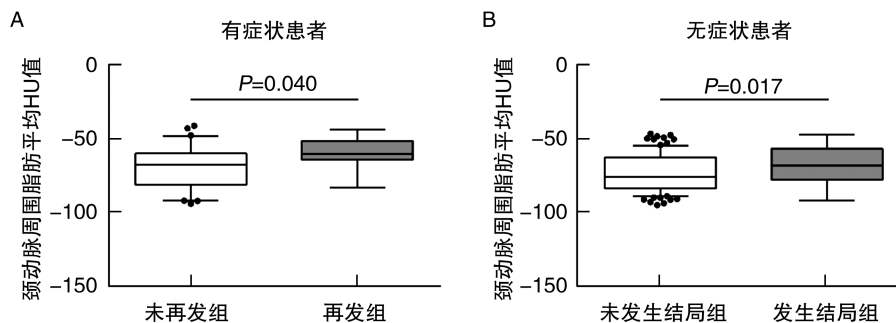 A
有症状患者
颈动脉周围脂肪平均HU值
0
−50
−100
−150
P=0.040
未再发组
再发组
B
无症状患者
颈动脉周围脂肪平均HU值
0
−50
−100
−150
P=0.017
未发生结局组
发生结局组